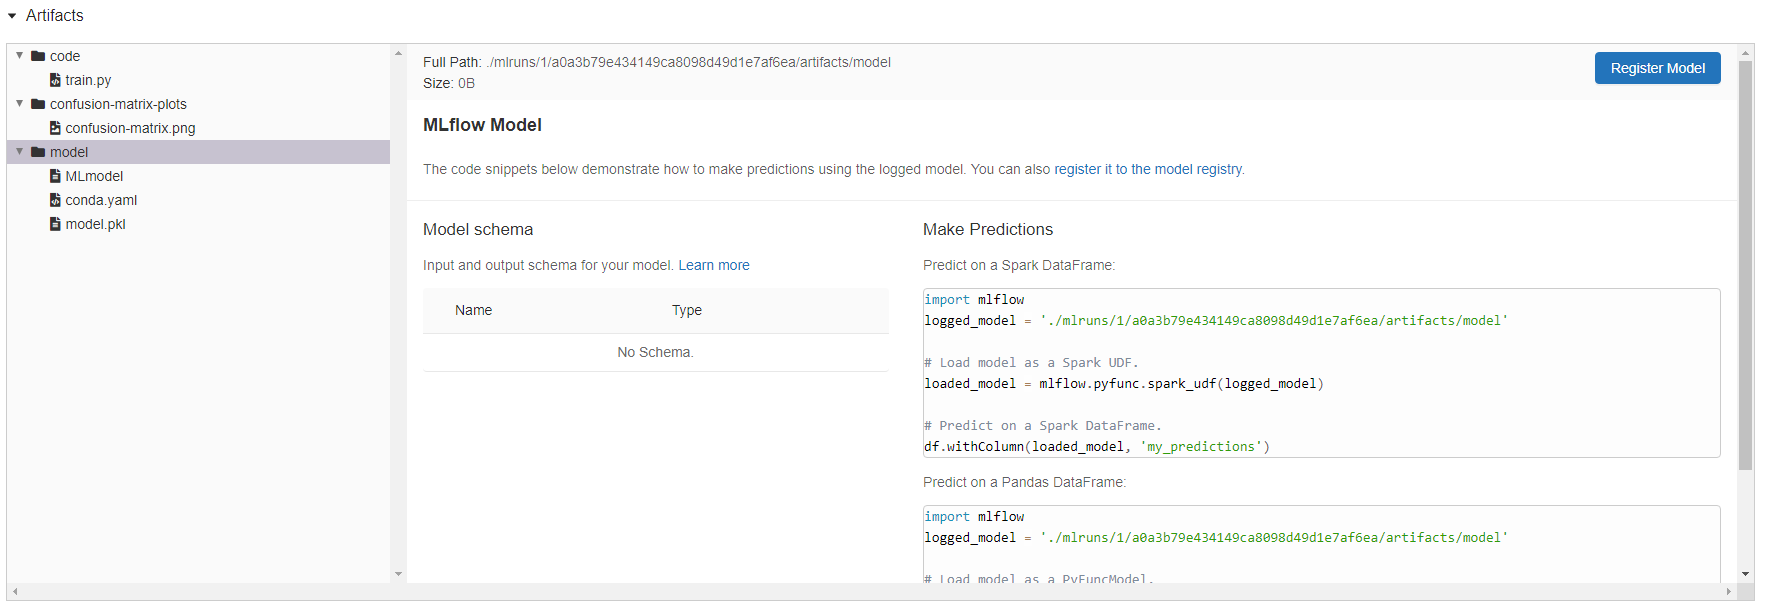 Artifacts
code
train.py
confusion-matrix-plots
confusion-matrix.png
model
MLmodel
conda.yaml
model.pkl
Full Path: ./mlruns/1/a0a3b79e434149ca8098d49d1e7af6ea/artifacts/model
Size: 0B
Register Model
MLflow Model
The code snippets below demonstrate how to make predictions using the logged model. You can also register it to the model registry.
Model schema
Input and output schema for your model. Learn more
Name Type
No Schema.
Make Predictions
Predict on a Spark DataFrame:
import mlflow
logged_model = './mlruns/1/a0a3b79e434149ca8098d49d1e7af6ea/artifacts/model'
# Load model as a Spark UDF.
loaded_model = mlflow.pyfunc.spark_udf(logged_model)
# Predict on a Spark DataFrame.
df.withColumn(loaded_model, 'my_predictions')
Predict on a Pandas DataFrame:
import mlflow
logged_model = './mlruns/1/a0a3b79e434149ca8098d49d1e7af6ea/artifacts/model'
# Load model as a PyFuncModel.